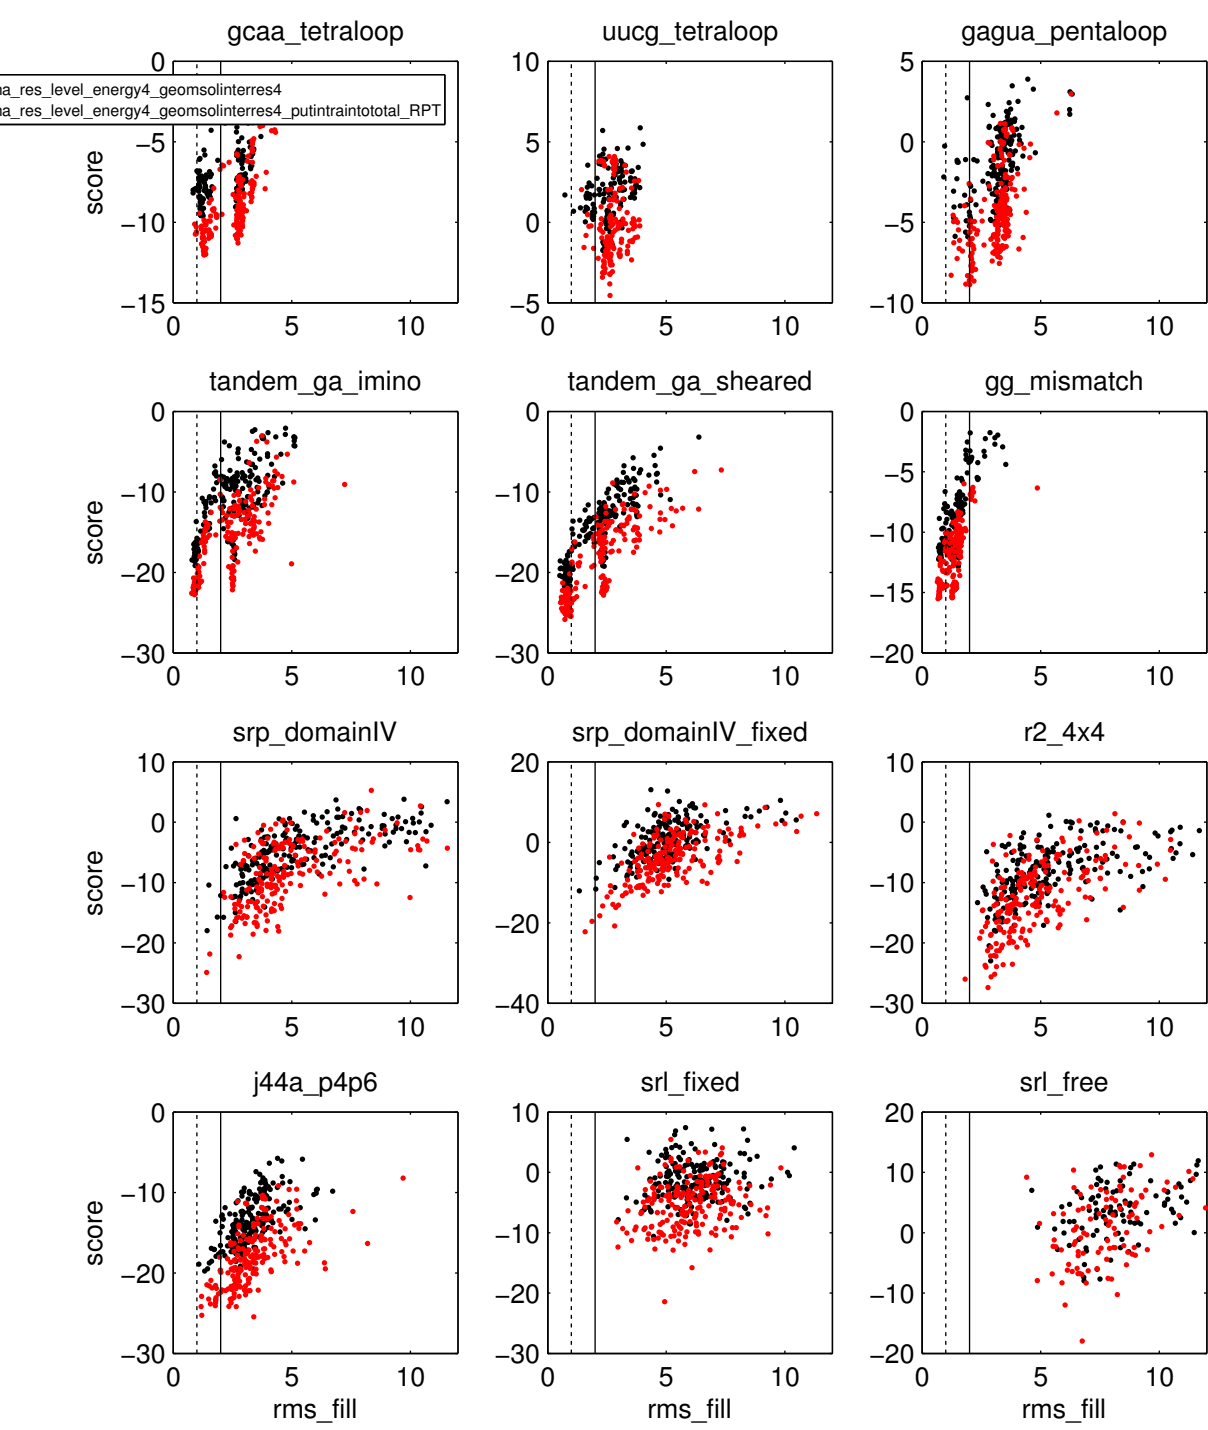 gcaa_tetraloop uucg_tetraloop gagua_pentaloop
0 10 5
na_res_level_energy4_geomsolinterres4
na_res_level_energy4_geomsolinterres4_putintraintototal_RPT
−5 5 0
score
−10 0 −5
−15 −5 −10
0 5 10 0 5 10 0 5 10
tandem_ga_imino tandem_ga_sheared gg_mismatch
0 0 0
−5
−10 −10
score
−10
−20 −20
−15
−30 −30 −20
0 5 10 0 5 10 0 5 10
srp_domainIV srp_domainIV_fixed r2_4x4
10 20 10
0 0 0
score
−10 −10
−20 −20 −20
−30 −40 −30
0 5 10 0 5 10 0 5 10
j44a_p4p6 srl_fixed srl_free
0 10 20
0 10
−10
score
−10 0
−20
−20 −10
−30 −30 −20
0 5 10 0 5 10 0 5 10
rms_fill rms_fill rms_fill